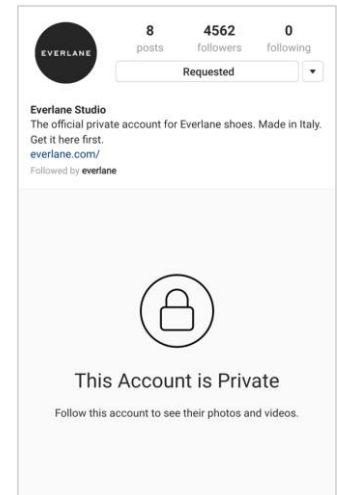 EVERLANE
8 4562 0
posts followers following
Requested
Everlane Studio
The official private account for Everlane shoes. Made in Italy.
Get it here first.
everlane.com/
Followed by everlane
This Account is Private
Follow this account to see their photos and videos.